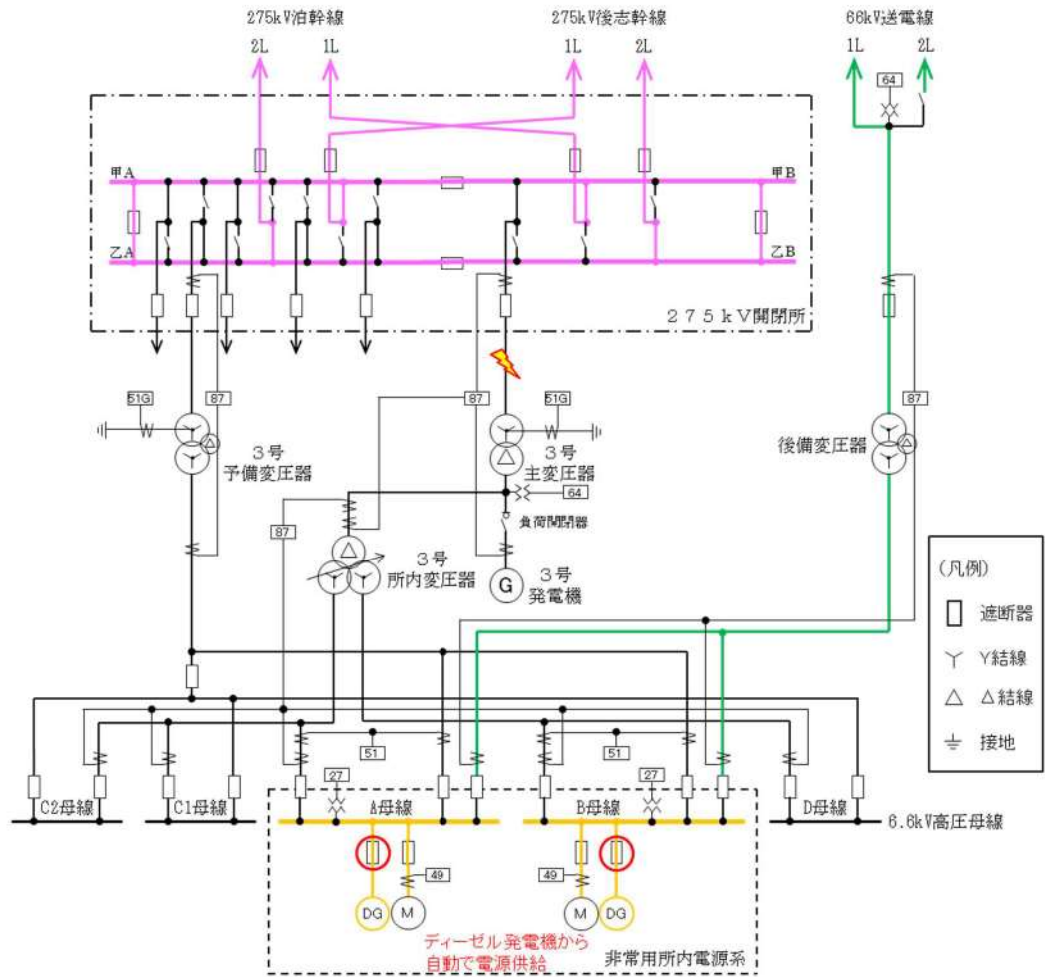 275kV泊幹線
275kV後志幹線
66kV送電線
2L
1L
1L
2L
1L
2L
64
甲A
甲B
乙A
乙B
275kV開閉所
51G
87
87
51G
87
3号
予備変圧器
3号
主変圧器
後備変圧器
64
負荷開閉器
87
3号
所内変圧器
G
3号
発電機
(凡例)
遮断器
Y結線
△結線
接地
51
51
27
27
C2母線
C1母線
A母線
B母線
D母線
6.6kV高圧母線
49
49
DG
M
M
DG
ディーゼル発電機から
自動で電源供給
非常用所内電源系